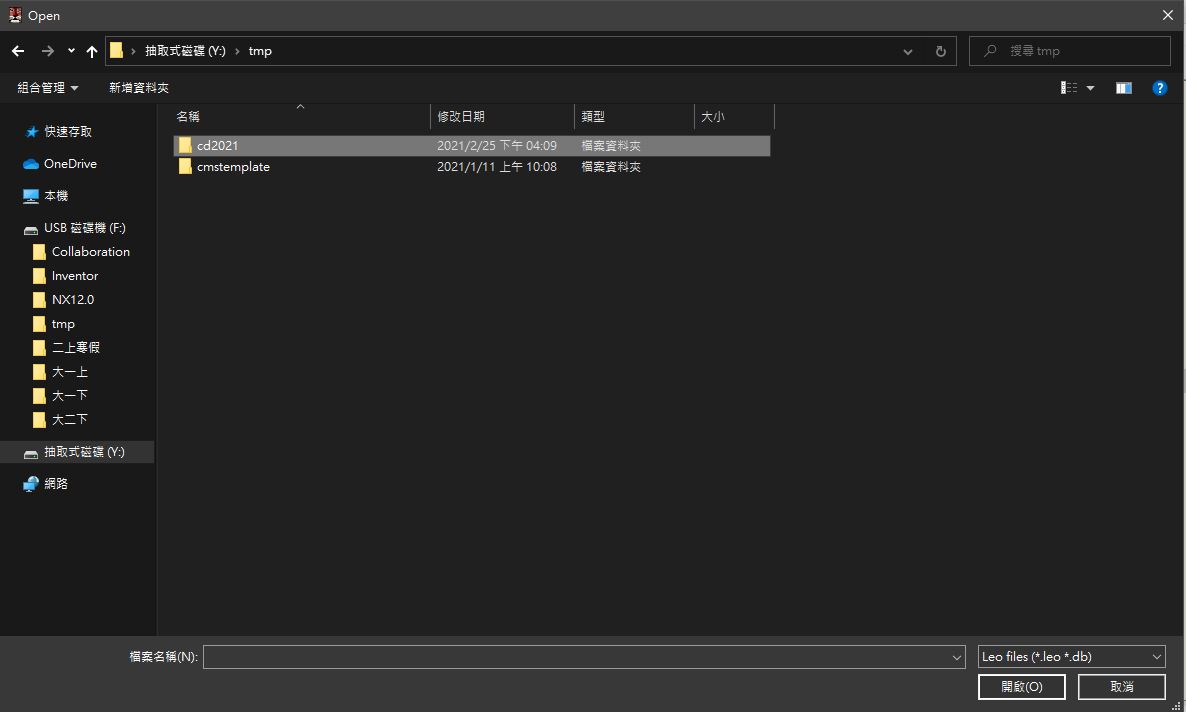 Open
抽取式磁碟 (Y:) › tmp
搜尋 tmp
組合管理 新增資料夾
名稱 修改日期 類型 大小
cd2021 2021/2/25 下午 04:09 檔案資料夾
cmstemplate 2021/1/11 上午 10:08 檔案資料夾
快速存取
OneDrive
本機
USB 磁碟機 (F:)
Collaboration
Inventor
NX12.0
tmp
二上寒假
大一上
大一下
大二下
抽取式磁碟 (Y:)
網路
檔案名稱(N):
Leo files (*.leo *.db)
開啟(O) 取消